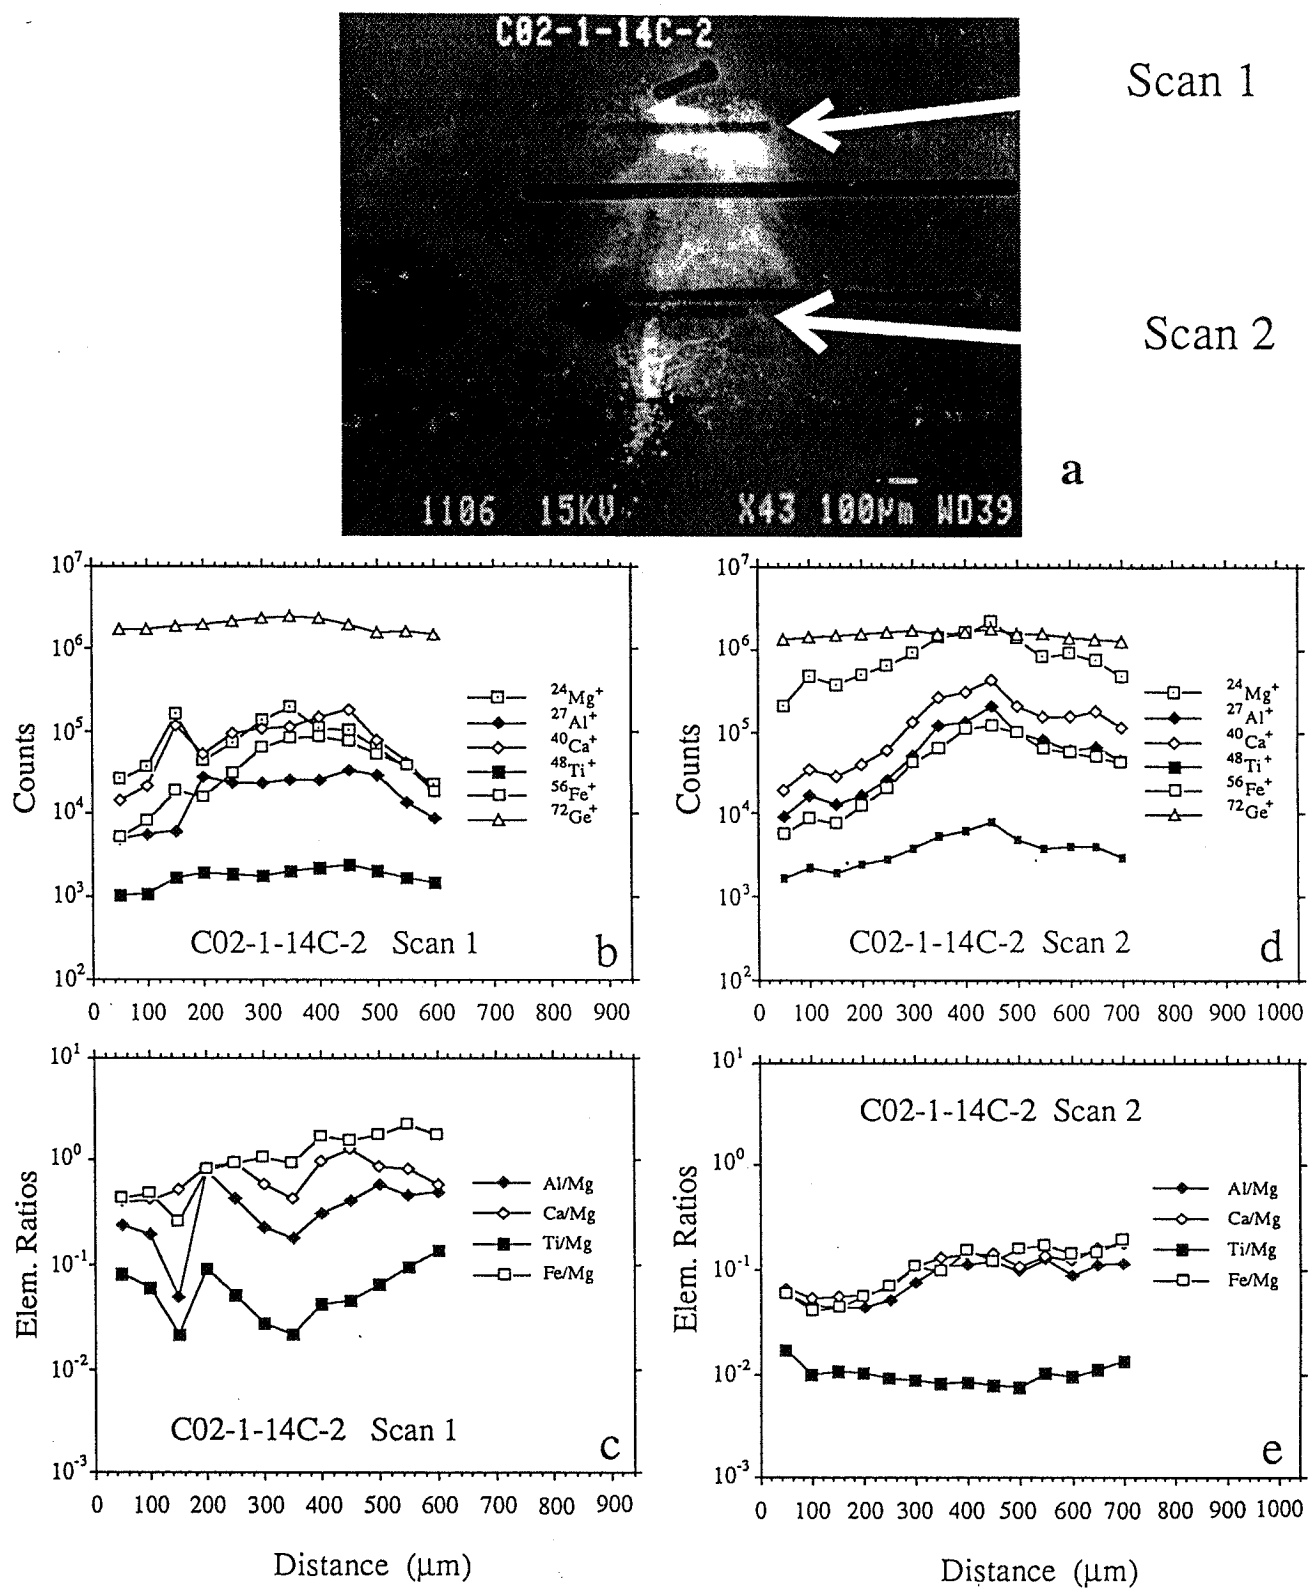 C02-1-14C-2
Scan 1
Scan 2
a
1106 15KV X43 100µm WD39
10⁷
10⁶
10⁵
10⁴
10³
10²
Counts
²⁴Mg⁺
²⁷Al⁺
⁴⁰Ca⁺
⁴⁸Ti⁺
⁵⁶Fe⁺
⁷²Ge⁺
C02-1-14C-2 Scan 1
b
0 100 200 300 400 500 600 700 800 900
10⁷
10⁶
10⁵
10⁴
10³
10²
Counts
²⁴Mg⁺
²⁷Al⁺
⁴⁰Ca⁺
⁴⁸Ti⁺
⁵⁶Fe⁺
⁷²Ge⁺
C02-1-14C-2 Scan 2
d
0 100 200 300 400 500 600 700 800 900 1000
10¹
10⁰
10⁻¹
10⁻²
10⁻³
Elem. Ratios
Al/Mg
Ca/Mg
Ti/Mg
Fe/Mg
C02-1-14C-2 Scan 1
c
0 100 200 300 400 500 600 700 800 900
Distance (µm)
10¹
10⁰
10⁻¹
10⁻²
10⁻³
Elem. Ratios
C02-1-14C-2 Scan 2
Al/Mg
Ca/Mg
Ti/Mg
Fe/Mg
e
0 100 200 300 400 500 600 700 800 900 1000
Distance (µm)